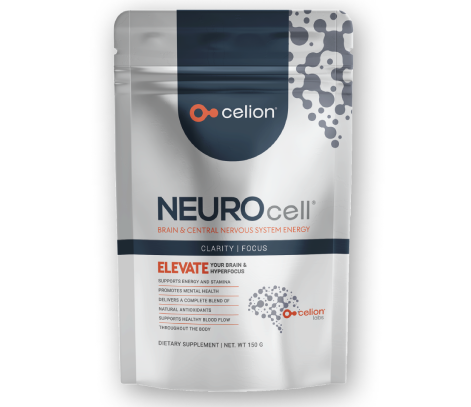 celion®
NEUROcell®
BRAIN & CENTRAL NERVOUS SYSTEM ENERGY
CLARITY | FOCUS
ELEVATE YOUR BRAIN &
HYPERFOCUS
SUPPORTS ENERGY AND STAMINA
PROMOTES MENTAL HEALTH
DELIVERS A COMPLETE BLEND OF
NATURAL ANTIOXIDANTS
SUPPORTS HEALTHY BLOOD FLOW
THROUGHOUT THE BODY
celion®
labs
DIETARY SUPPLEMENT | NET. WT 150 G